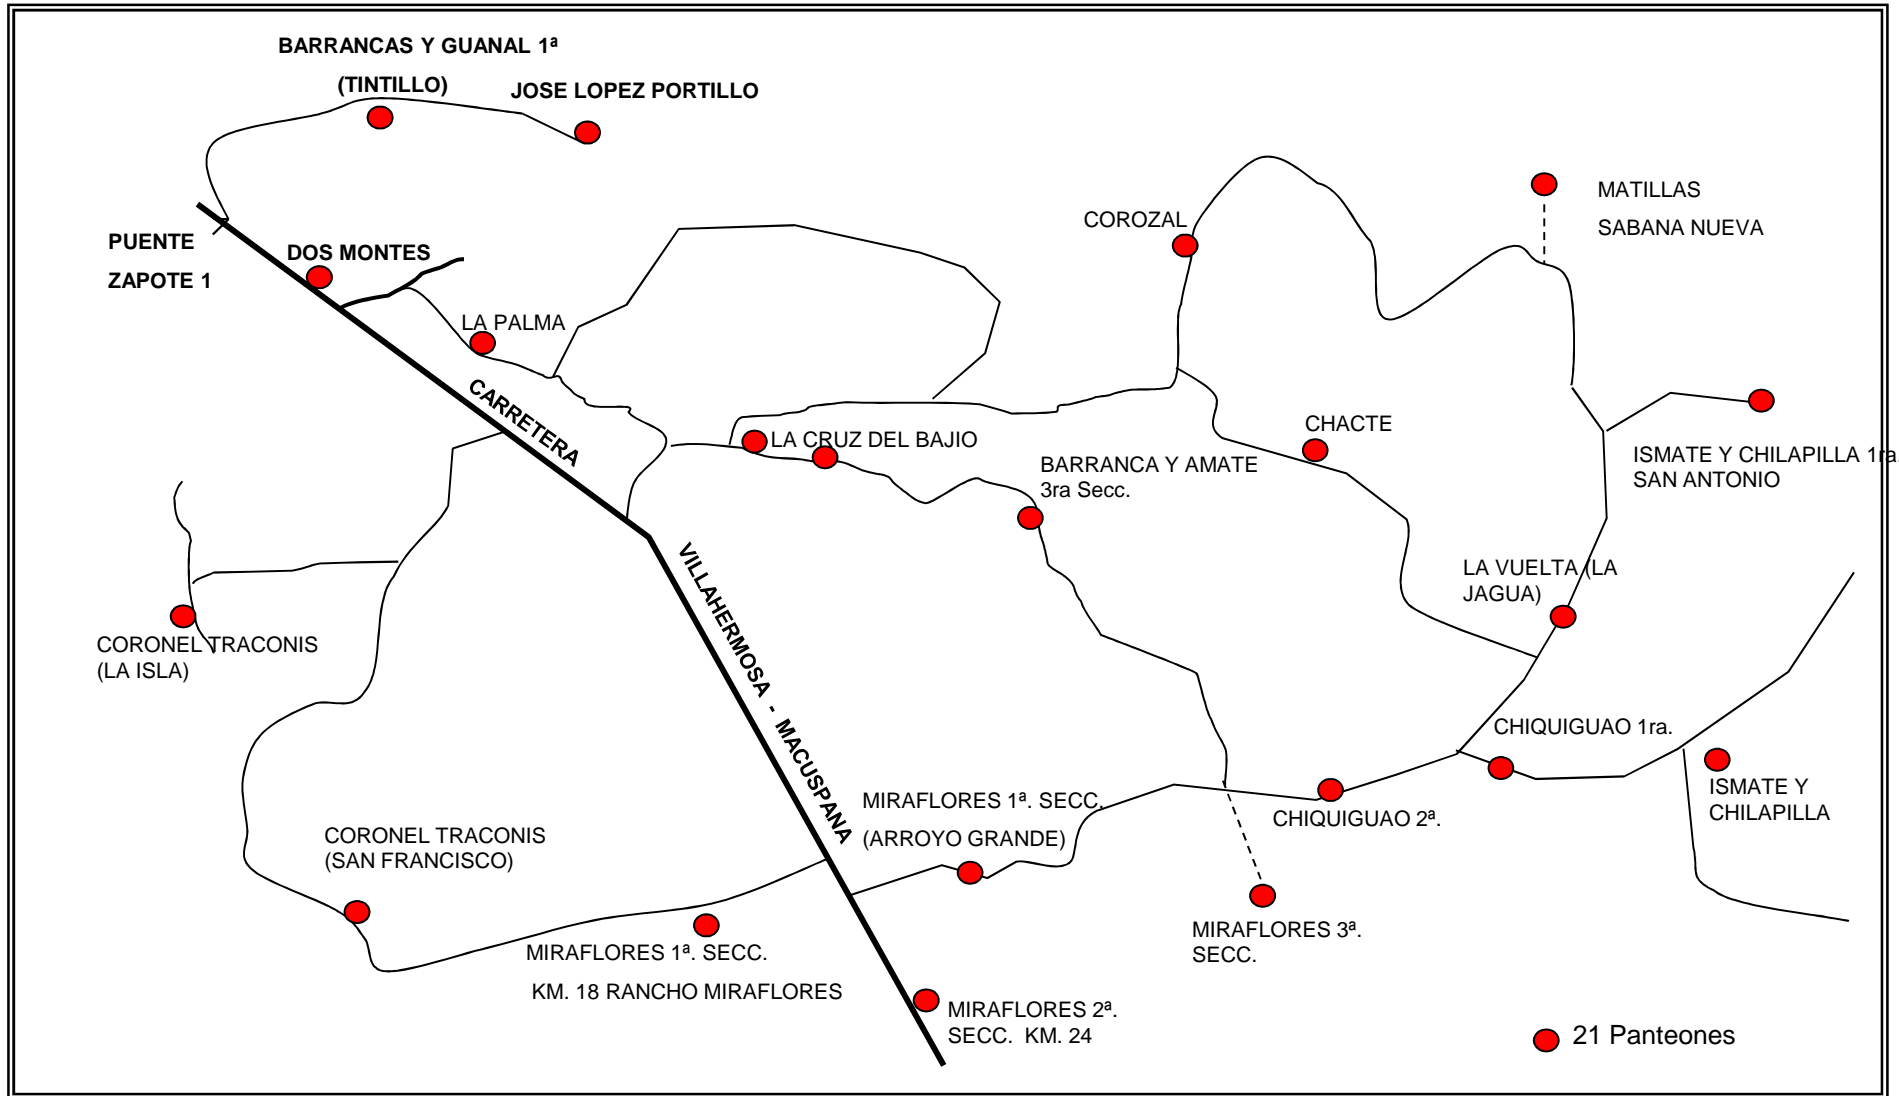 BARRANCAS Y GUANAL 1ª
(TINTILLO)
JOSE LOPEZ PORTILLO
MATILLAS
SABANA NUEVA
COROZAL
PUENTE
ZAPOTE 1
DOS MONTES
LA PALMA
CARRETERA
CHACTE
LA CRUZ DEL BAJIO
BARRANCA Y AMATE
3ra Secc.
ISMATE Y CHILAPILLA 1ra.
SAN ANTONIO
LA VUELTA (LA
JAGUA)
CORONEL TRACONIS
(LA ISLA)
VILLAHERMOSA - MACUSPANA
CHIQUIGUAO 1ra.
ISMATE Y
CHILAPILLA
MIRAFLORES 1ª. SECC.
(ARROYO GRANDE)
CHIQUIGUAO 2ª.
CORONEL TRACONIS
(SAN FRANCISCO)
MIRAFLORES 3ª.
SECC.
MIRAFLORES 1ª. SECC.
KM. 18 RANCHO MIRAFLORES
MIRAFLORES 2ª.
SECC. KM. 24
21 Panteones